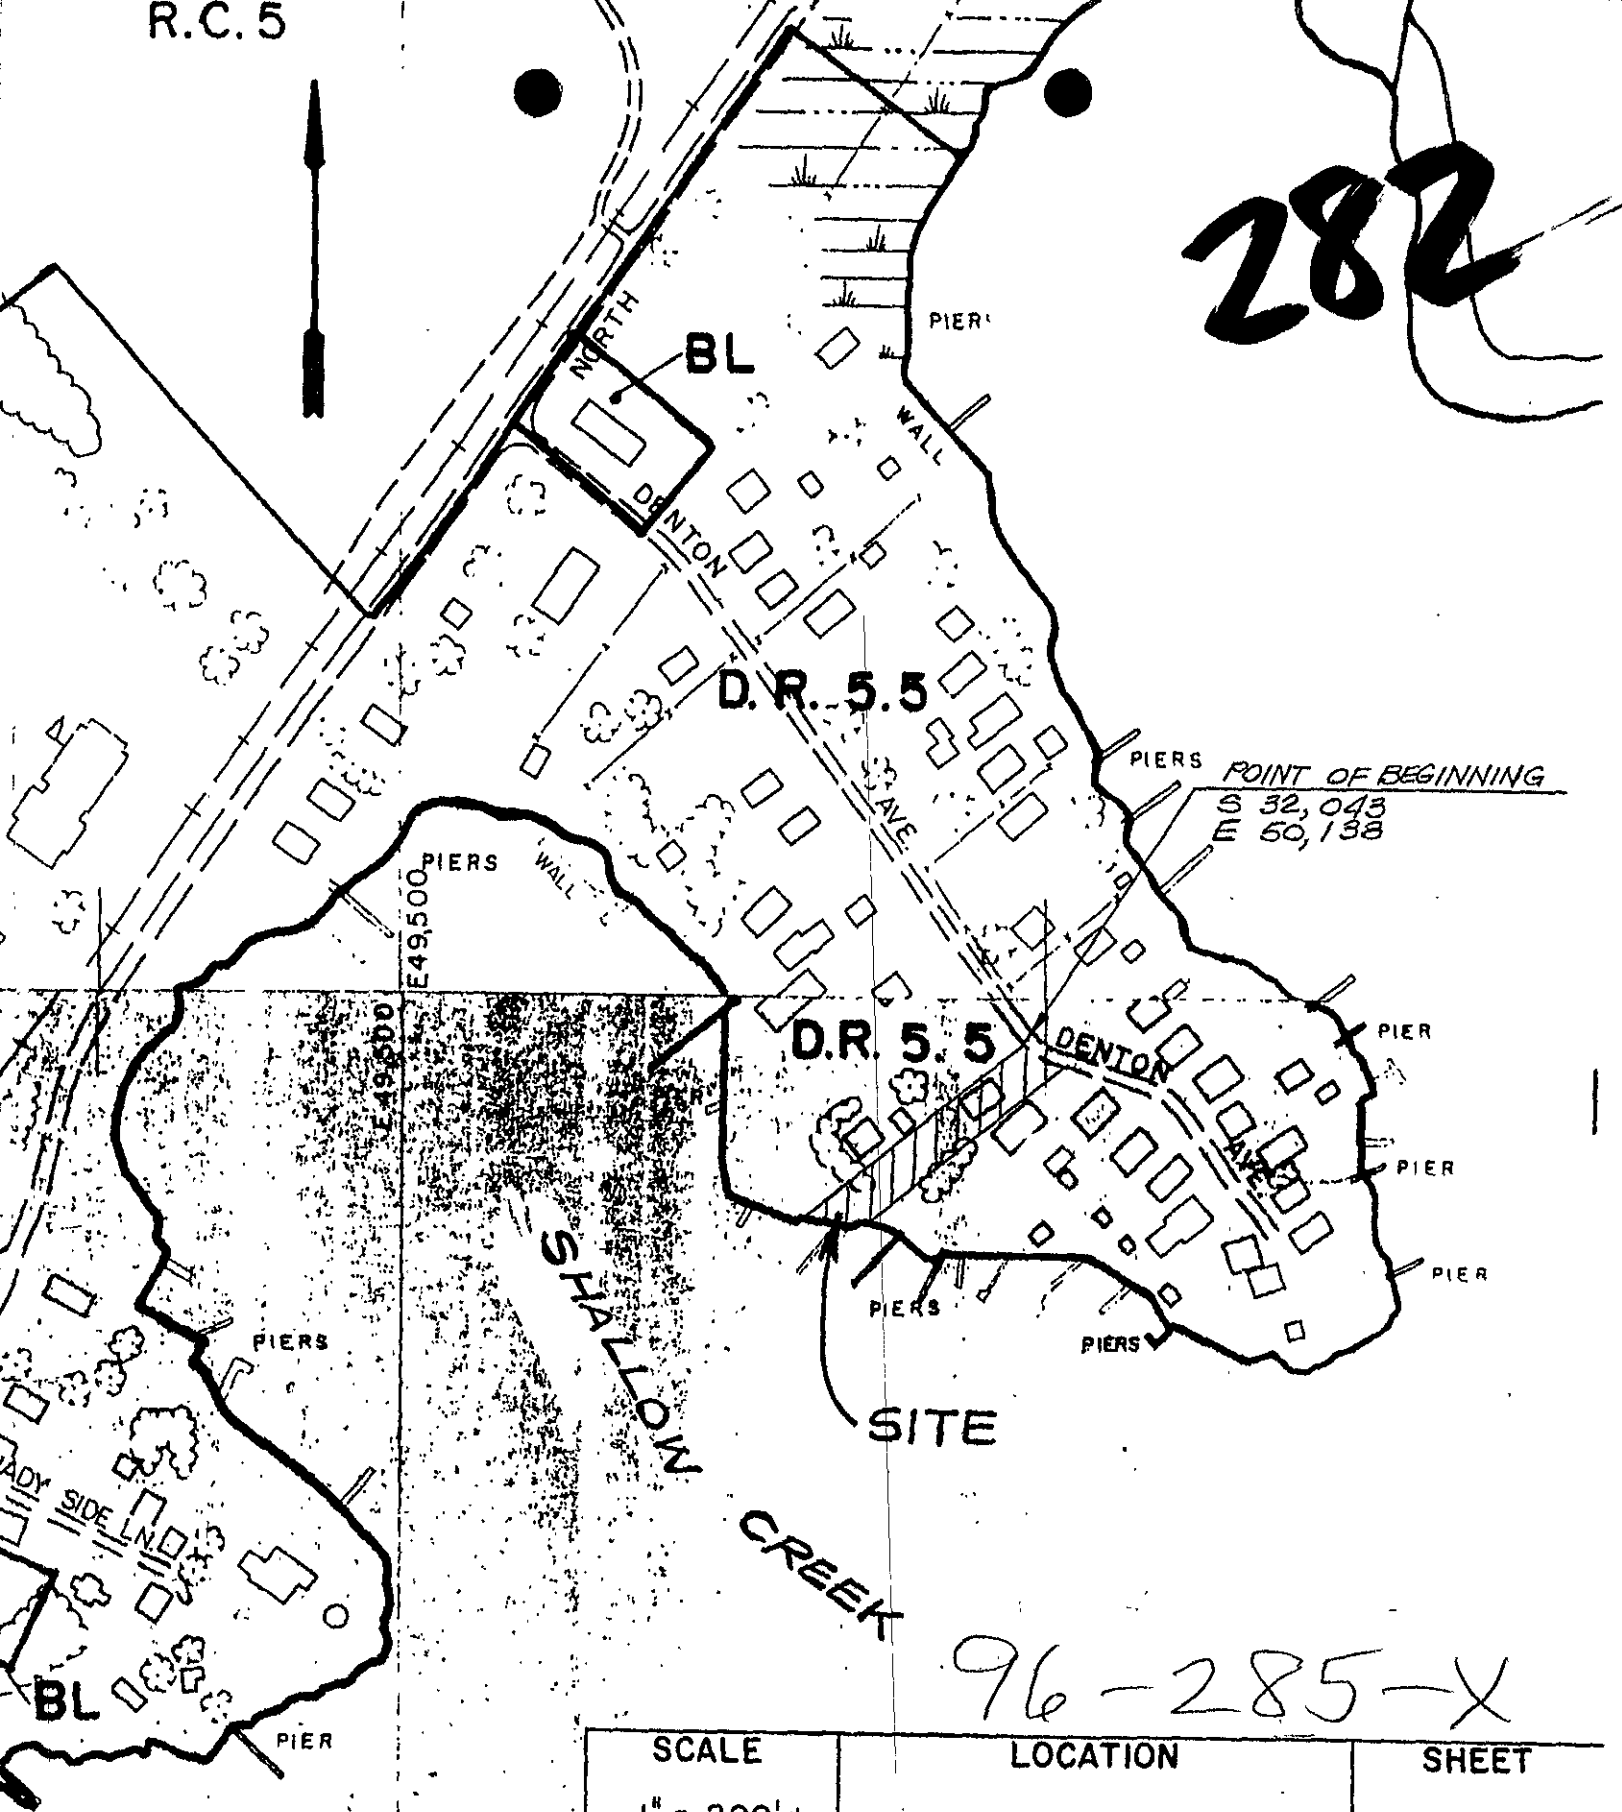 R.C. 5
282
NORTH
BL
PIER
WALL
DENTON
D.R. 5.5
PIERS
POINT OF BEGINNING
S 32,043
E 50,138
AVE.
PIERS
WALL
E49,500
E 49,500
D.R. 5.5
DENTON
PIER
AVE.
PIER
PIERS
PIER
PIERS
PIERS
SHALLOW
SITE
SIDE LN.
CREEK
BL
PIER
96-285-X
SCALE
LOCATION
SHEET